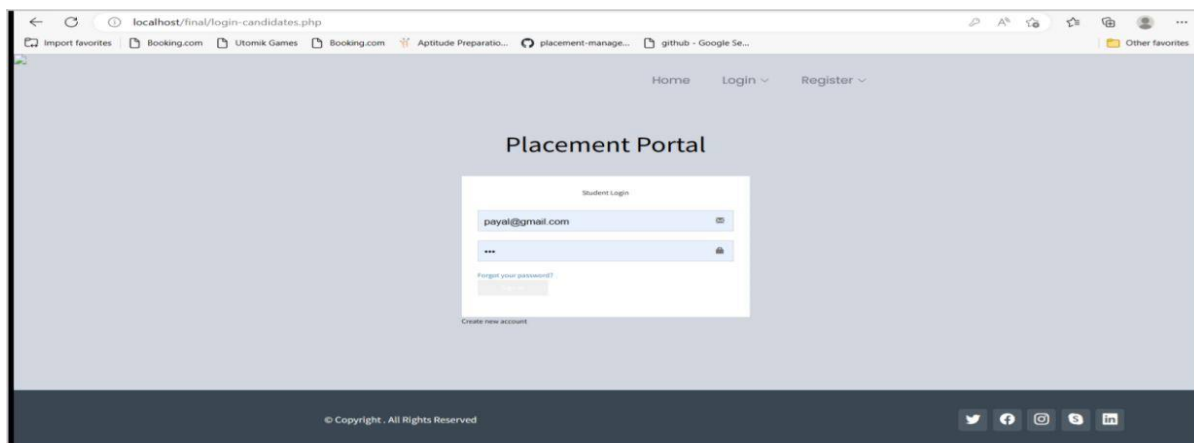 localhost/final/login-candidates.php
Import favorites Booking.com Utomik Games Booking.com Aptitude Preparatio... placement-manage... github - Google Se... Other favorites
Home Login Register
Placement Portal
Student Login
payal@gmail.com
•••
Forgot your password?
Create new account
© Copyright . All Rights Reserved